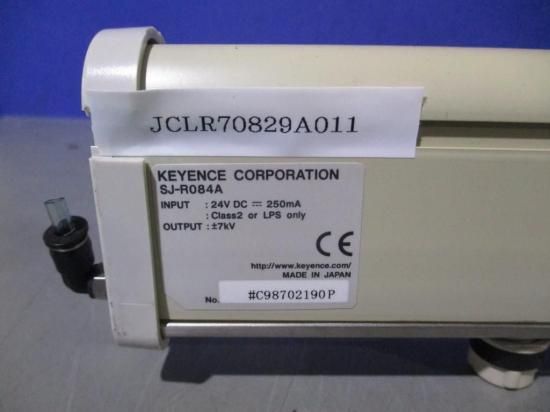 JCLR70829A011
KEYENCE CORPORATION
SJ-R084A
INPUT : 24V DC ⎓ 250mA
: Class2 or LPS only
OUTPUT : ±7kV
CE
http://www.keyence.com/
MADE IN JAPAN
No. #C98702190P